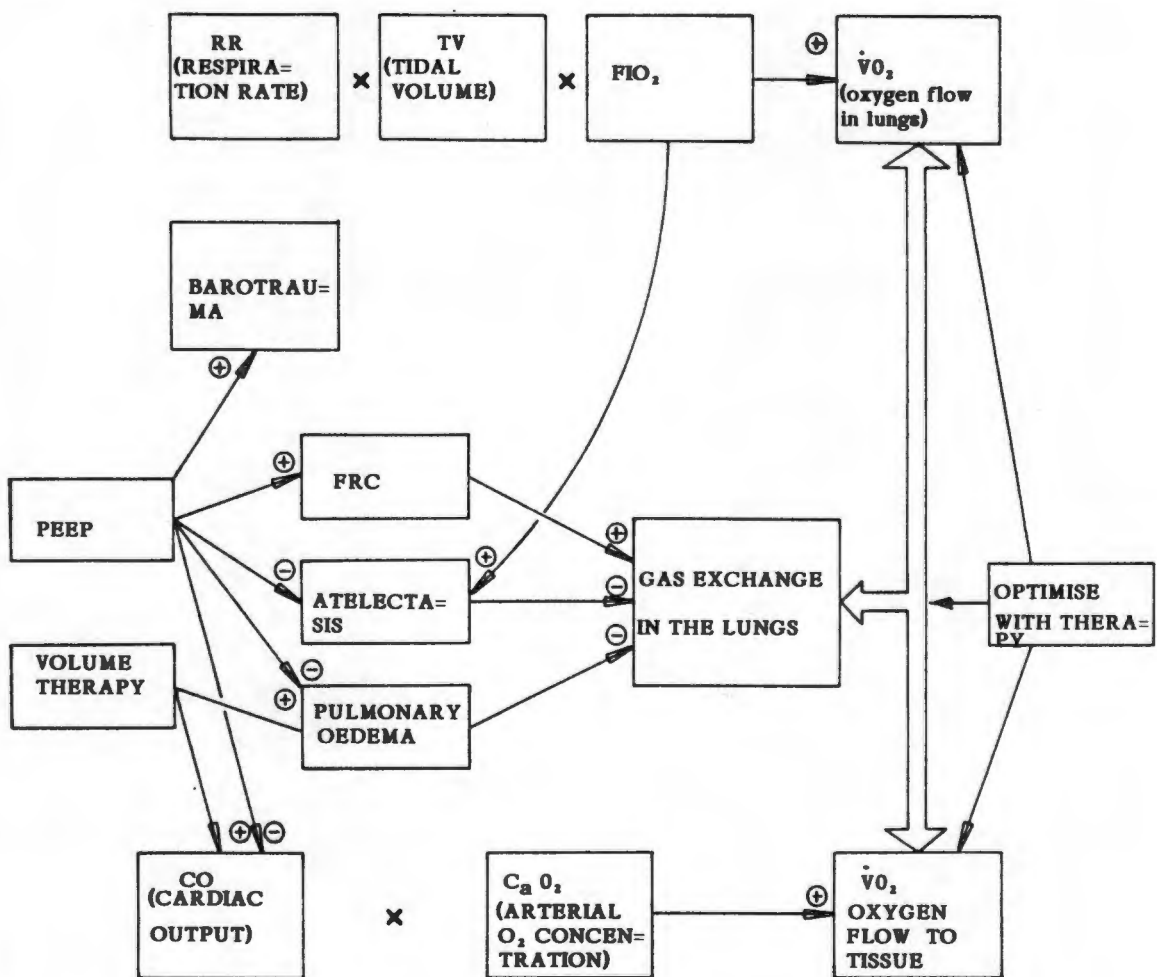 RR
(RESPIRA=
TION RATE)
×
TV
(TIDAL
VOLUME)
×
FIO₂
⊕
V̇O₂
(oxygen flow
in lungs)
BAROTRAU=
MA
⊕
PEEP
⊕
FRC
⊖
ATELECTA=
SIS
⊕
⊕
⊖
⊖
GAS EXCHANGE
IN THE LUNGS
OPTIMISE
WITH THERA=
PY
VOLUME
THERAPY
⊖
⊕
PULMONARY
OEDEMA
⊕⊖
CO
(CARDIAC
OUTPUT)
×
Ca O₂
(ARTERIAL
O₂ CONCEN=
TRATION)
⊕
V̇O₂
OXYGEN
FLOW TO
TISSUE